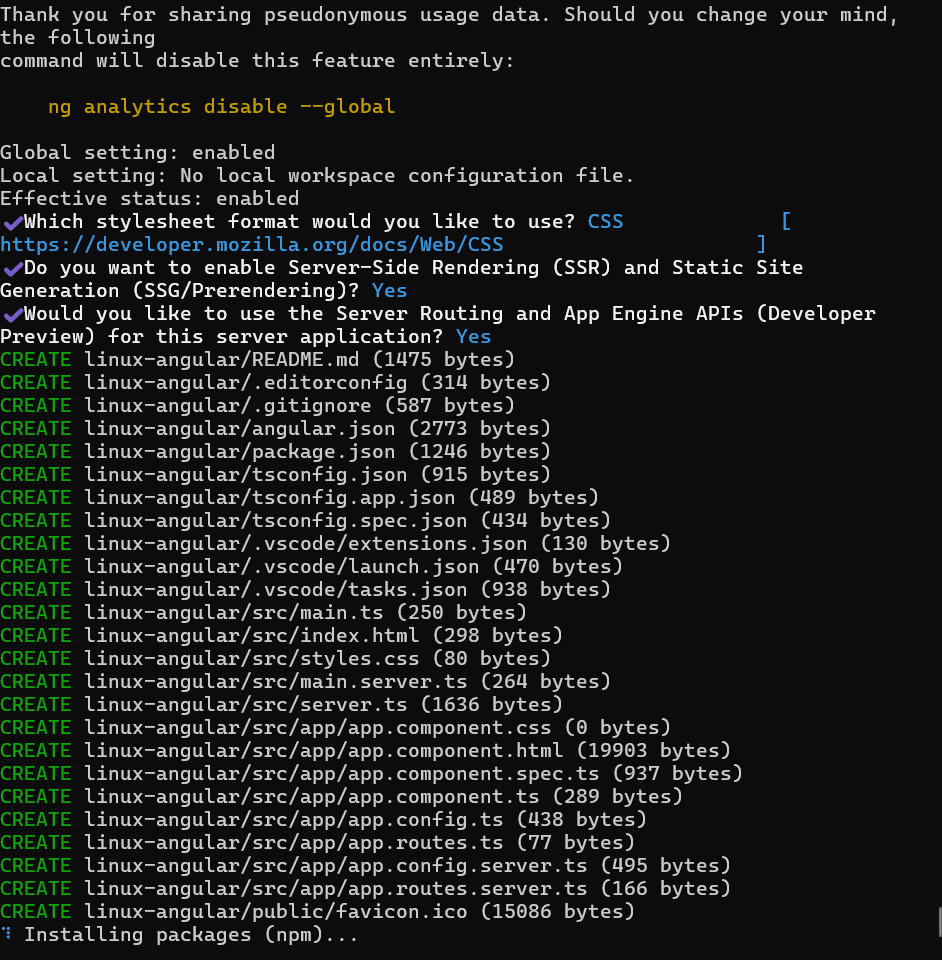 Thank you for sharing pseudonymous usage data. Should you change your mind,
the following
command will disable this feature entirely:
ng analytics disable --global
Global setting: enabled
Local setting: No local workspace configuration file.
Effective status: enabled
✔Which stylesheet format would you like to use? CSS [
https://developer.mozilla.org/docs/Web/CSS ]
✔Do you want to enable Server-Side Rendering (SSR) and Static Site
Generation (SSG/Prerendering)? Yes
✔Would you like to use the Server Routing and App Engine APIs (Developer
Preview) for this server application? Yes
CREATE linux-angular/README.md (1475 bytes)
CREATE linux-angular/.editorconfig (314 bytes)
CREATE linux-angular/.gitignore (587 bytes)
CREATE linux-angular/angular.json (2773 bytes)
CREATE linux-angular/package.json (1246 bytes)
CREATE linux-angular/tsconfig.json (915 bytes)
CREATE linux-angular/tsconfig.app.json (489 bytes)
CREATE linux-angular/tsconfig.spec.json (434 bytes)
CREATE linux-angular/.vscode/extensions.json (130 bytes)
CREATE linux-angular/.vscode/launch.json (470 bytes)
CREATE linux-angular/.vscode/tasks.json (938 bytes)
CREATE linux-angular/src/main.ts (250 bytes)
CREATE linux-angular/src/index.html (298 bytes)
CREATE linux-angular/src/styles.css (80 bytes)
CREATE linux-angular/src/main.server.ts (264 bytes)
CREATE linux-angular/src/server.ts (1636 bytes)
CREATE linux-angular/src/app/app.component.css (0 bytes)
CREATE linux-angular/src/app/app.component.html (19903 bytes)
CREATE linux-angular/src/app/app.component.spec.ts (937 bytes)
CREATE linux-angular/src/app/app.component.ts (289 bytes)
CREATE linux-angular/src/app/app.config.ts (438 bytes)
CREATE linux-angular/src/app/app.routes.ts (77 bytes)
CREATE linux-angular/src/app/app.config.server.ts (495 bytes)
CREATE linux-angular/src/app/app.routes.server.ts (166 bytes)
CREATE linux-angular/public/favicon.ico (15086 bytes)
Installing packages (npm)...